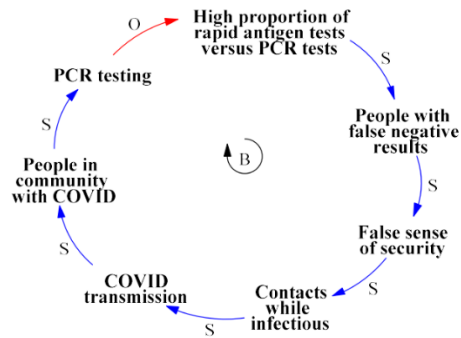 O
High proportion of
rapid antigen tests
versus PCR tests
S
People with
false negative
results
S
False sense
of security
S
Contacts
while
infectious
S
COVID
transmission
S
People in
community
with COVID
S
PCR testing
B